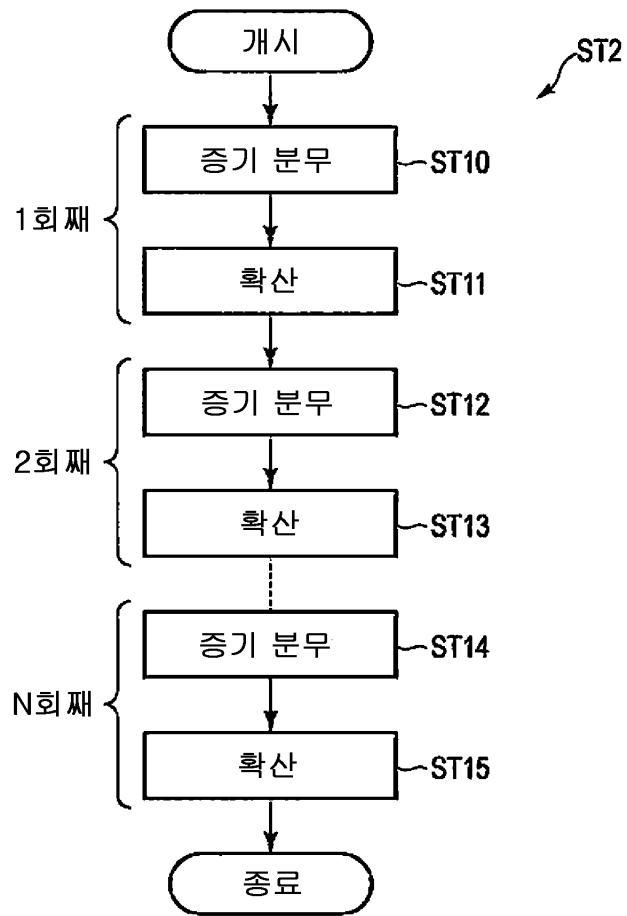 개시
ST2
증기 분무
ST10
1회째
확산
ST11
증기 분무
ST12
2회째
확산
ST13
증기 분무
ST14
N회째
확산
ST15
종료